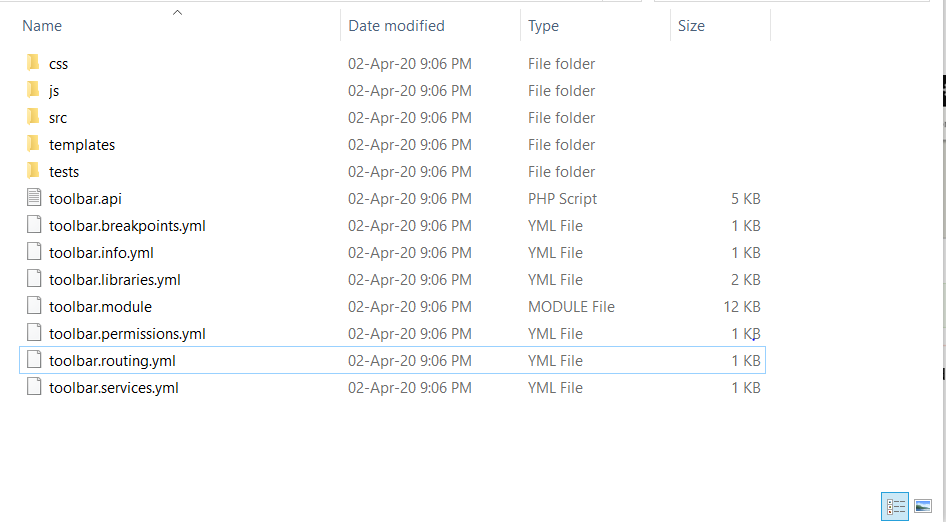 Name Date modified Type Size
css 02-Apr-20 9:06 PM File folder
js 02-Apr-20 9:06 PM File folder
src 02-Apr-20 9:06 PM File folder
templates 02-Apr-20 9:06 PM File folder
tests 02-Apr-20 9:06 PM File folder
toolbar.api 02-Apr-20 9:06 PM PHP Script 5 KB
toolbar.breakpoints.yml 02-Apr-20 9:06 PM YML File 1 KB
toolbar.info.yml 02-Apr-20 9:06 PM YML File 1 KB
toolbar.libraries.yml 02-Apr-20 9:06 PM YML File 2 KB
toolbar.module 02-Apr-20 9:06 PM MODULE File 12 KB
toolbar.permissions.yml 02-Apr-20 9:06 PM YML File 1 KB
toolbar.routing.yml 02-Apr-20 9:06 PM YML File 1 KB
toolbar.services.yml 02-Apr-20 9:06 PM YML File 1 KB